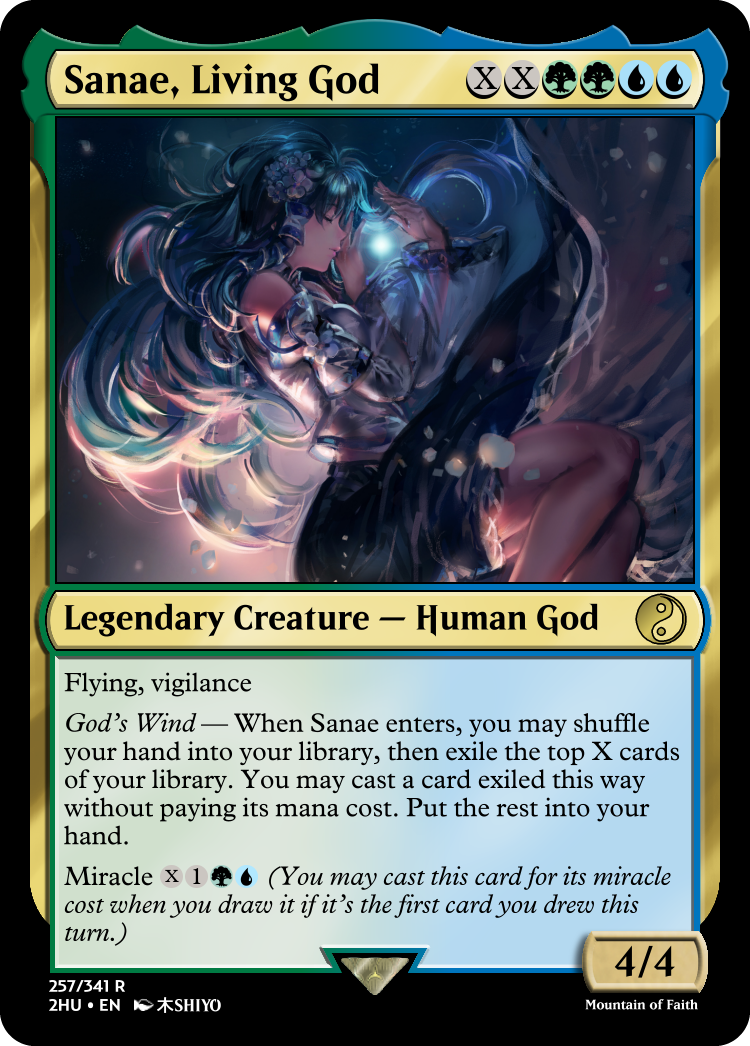 Sanae, Living God X X
Legendary Creature — Human God
Flying, vigilance
God's Wind — When Sanae enters, you may shuffle
your hand into your library, then exile the top X cards
of your library. You may cast a card exiled this way
without paying its mana cost. Put the rest into your
hand.
Miracle X 1 (You may cast this card for its miracle
cost when you draw it if it's the first card you drew this
turn.)
4/4
257/341 R
2HU • EN 木SHIYO
Mountain of Faith